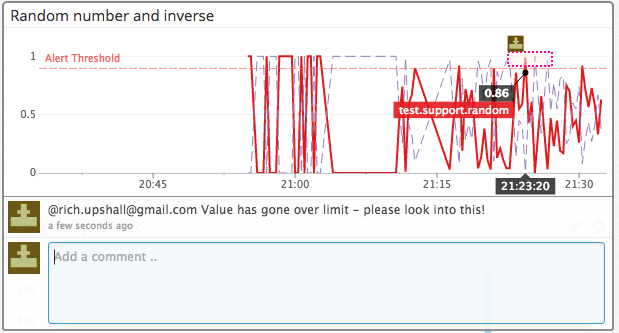 Random number and inverse
1
Alert Threshold
0.86
test.support.random
0.5
0
20:45
21:00
21:15
21:23:20
21:30
@rich.upshall@gmail.com Value has gone over limit – please look into this!
a few seconds ago
Add a comment ..
800
400